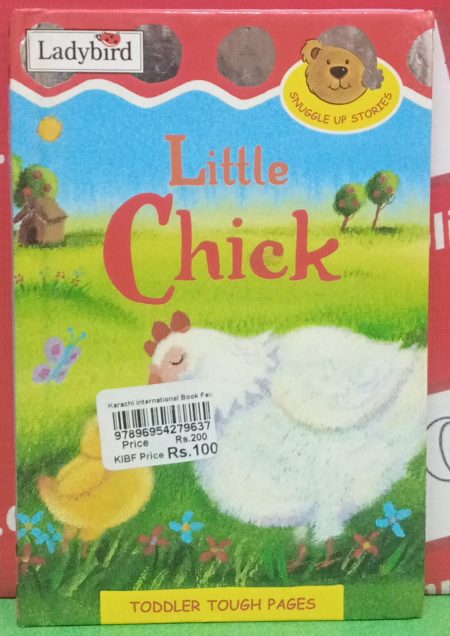 Ladybird
SNUGGLE UP STORIES
Little
Chick
Karachi International Book Fair
9789695427963
Price Rs.200
KIBF Price Rs.100
TODDLER TOUGH PAGES